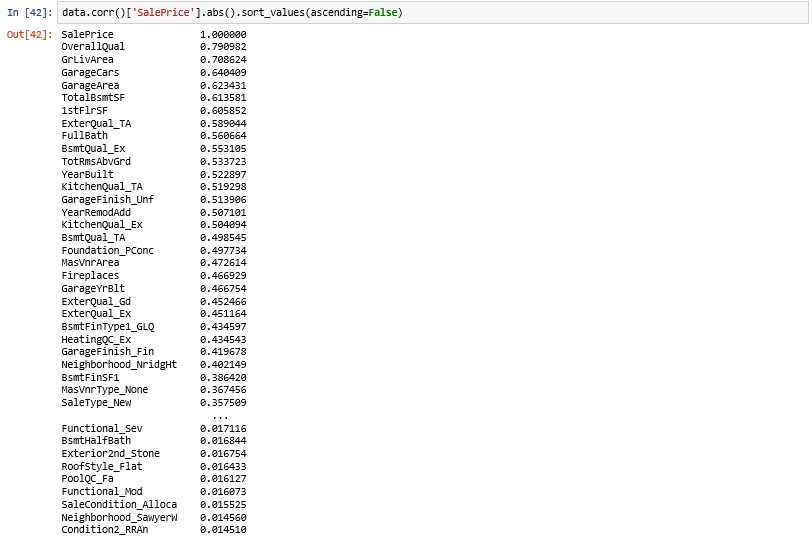 In [42]: data.corr()['SalePrice'].abs().sort_values(ascending=False)
Out[42]: SalePrice 1.000000
OverallQual 0.790982
GrLivArea 0.708624
GarageCars 0.640409
GarageArea 0.623431
TotalBsmtSF 0.613581
1stFlrSF 0.605852
ExterQual_TA 0.589044
FullBath 0.560664
BsmtQual_Ex 0.553105
TotRmsAbvGrd 0.533723
YearBuilt 0.522897
KitchenQual_TA 0.519298
GarageFinish_Unf 0.513906
YearRemodAdd 0.507101
KitchenQual_Ex 0.504094
BsmtQual_TA 0.498545
Foundation_PConc 0.497734
MasVnrArea 0.472614
Fireplaces 0.466929
GarageYrBlt 0.466754
ExterQual_Gd 0.452466
ExterQual_Ex 0.451164
BsmtFinType1_GLQ 0.434597
HeatingQC_Ex 0.434543
GarageFinish_Fin 0.419678
Neighborhood_NridgHt 0.402149
BsmtFinSF1 0.386420
MasVnrType_None 0.367456
SaleType_New 0.357509
...
Functional_Sev 0.017116
BsmtHalfBath 0.016844
Exterior2nd_Stone 0.016754
RoofStyle_Flat 0.016433
PoolQC_Fa 0.016127
Functional_Mod 0.016073
SaleCondition_Alloca 0.015525
Neighborhood_SawyerW 0.014560
Condition2_RRAn 0.014510